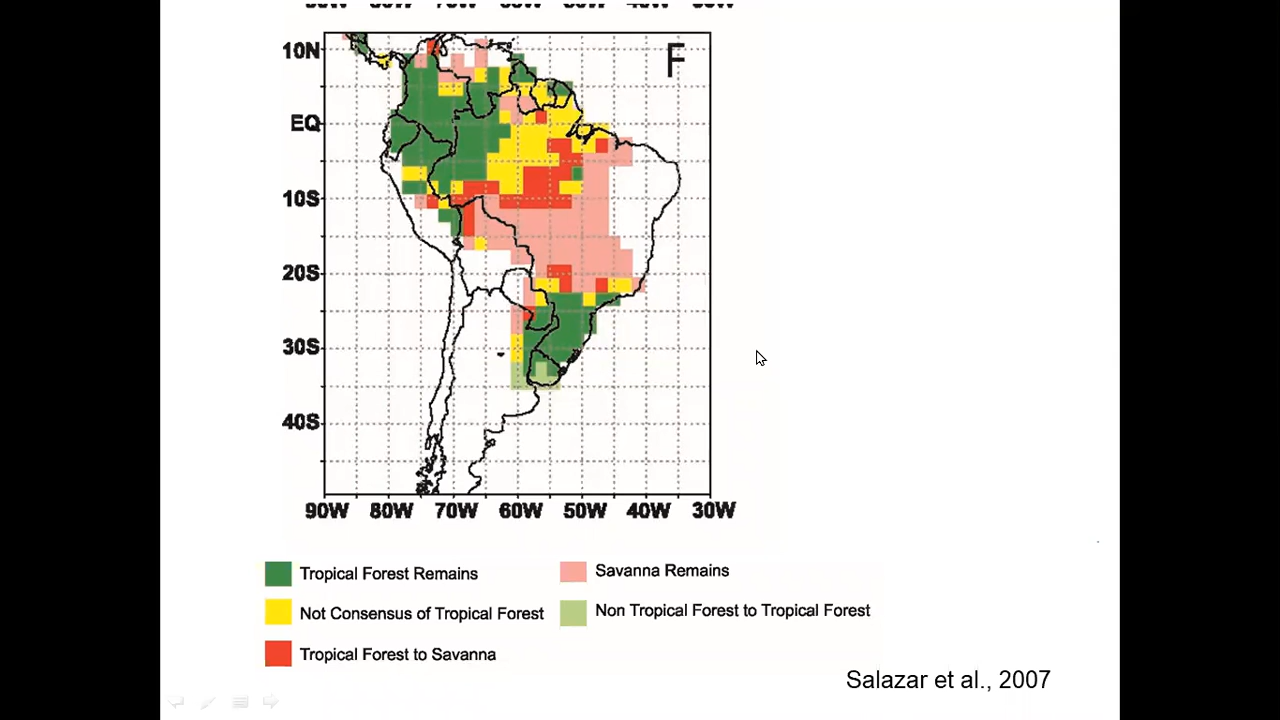 F
10N
EQ
10S
20S
30S
40S
90W 80W 70W 60W 50W 40W 30W
Tropical Forest Remains
Savanna Remains
Not Consensus of Tropical Forest
Non Tropical Forest to Tropical Forest
Tropical Forest to Savanna
Salazar et al., 2007